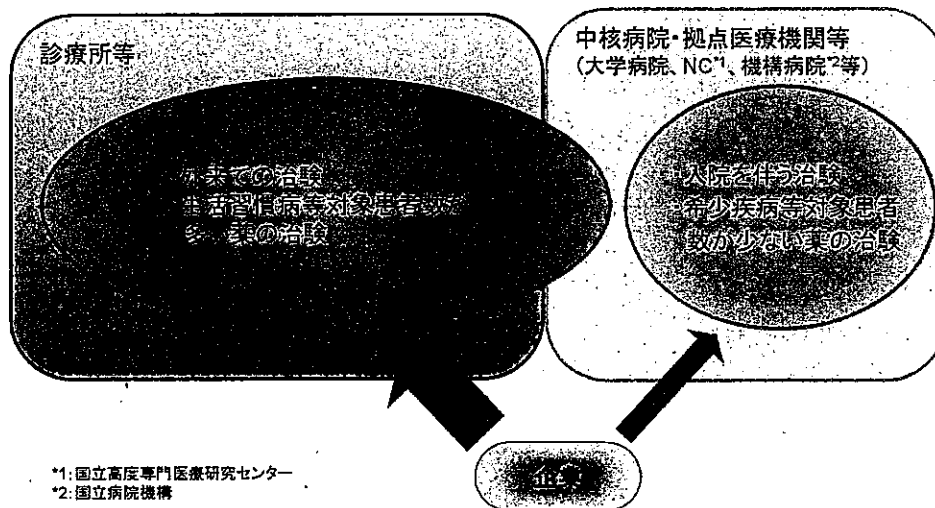 診療所等
中核病院・拠点医療機関等
（大学病院、NC*1、機構病院*2等）
来での治験
生活習慣病等対象患者数が
多い薬の治験
入院を伴う治験
希少疾病等対象患者
数が少ない薬の治験
企業
*1:国立高度専門医療研究センター
*2:国立病院機構